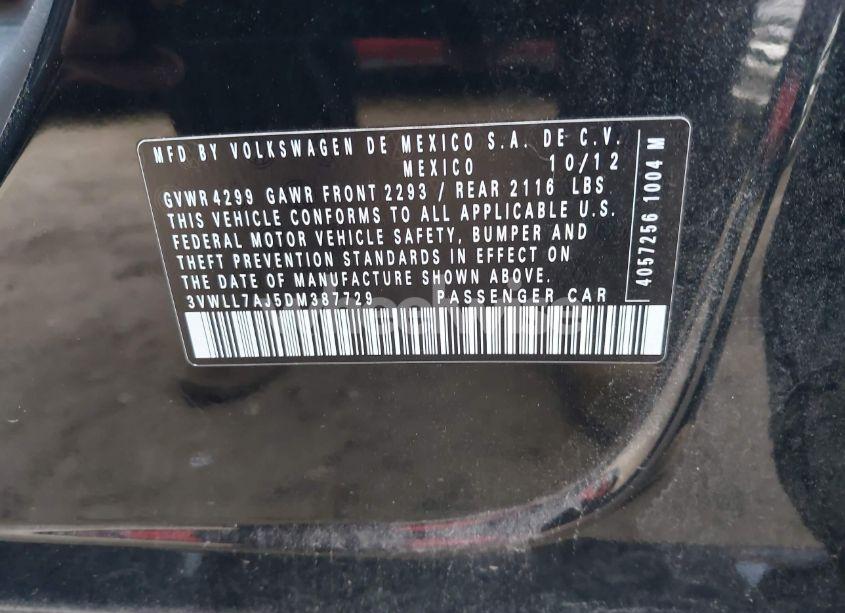 MFD BY VOLKSWAGEN DE MEXICO S.A. DE C.V.
MEXICO 10/12
GVWR 4299 GAWR FRONT 2293 / REAR 2116 LBS
THIS VEHICLE CONFORMS TO ALL APPLICABLE U.S.
FEDERAL MOTOR VEHICLE SAFETY, BUMPER AND
THEFT PREVENTION STANDARDS IN EFFECT ON
THE DATE OF MANUFACTURE SHOWN ABOVE.
3VWLL7AJ5DM387729 PASSENGER CAR
4057256 1004 M